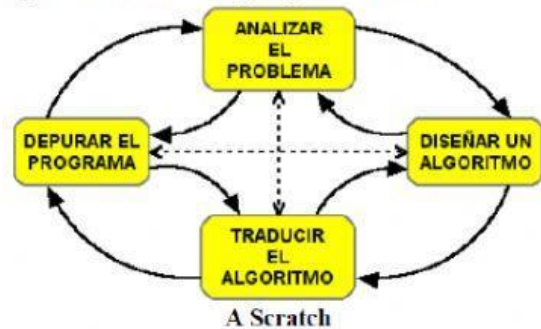 ANALIZAR
EL
PROBLEMA
DEPURAR EL
PROGRAMA
DISEÑAR UN
ALGORITMO
TRADUCIR
EL
ALGORITMO
A Scratch